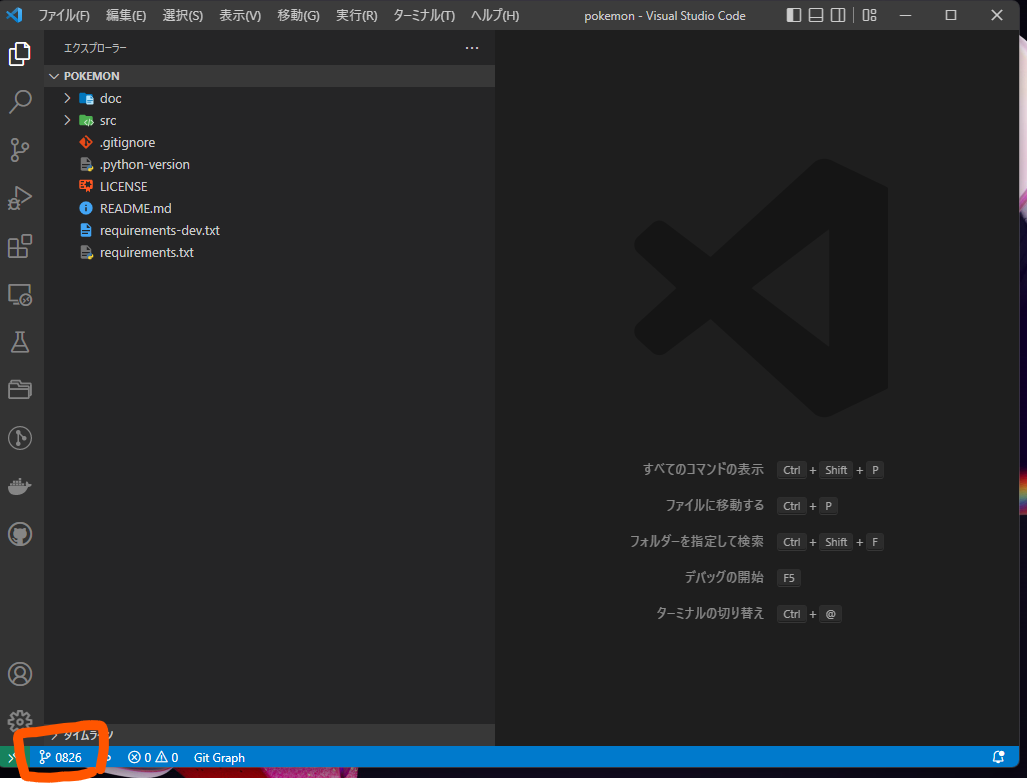 ファイル(F) 編集(E) 選択(S) 表示(V) 移動(G) 実行(R) ターミナル(T) ヘルプ(H) pokemon - Visual Studio Code
エクスプローラー
POKEMON
doc
src
.gitignore
.python-version
LICENSE
README.md
requirements-dev.txt
requirements.txt
すべてのコマンドの表示 Ctrl + Shift + P
ファイルに移動する Ctrl + P
フォルダーを指定して検索 Ctrl + Shift + F
デバッグの開始 F5
ターミナルの切り替え Ctrl + @
タイムライン
0826 0 0 Git Graph